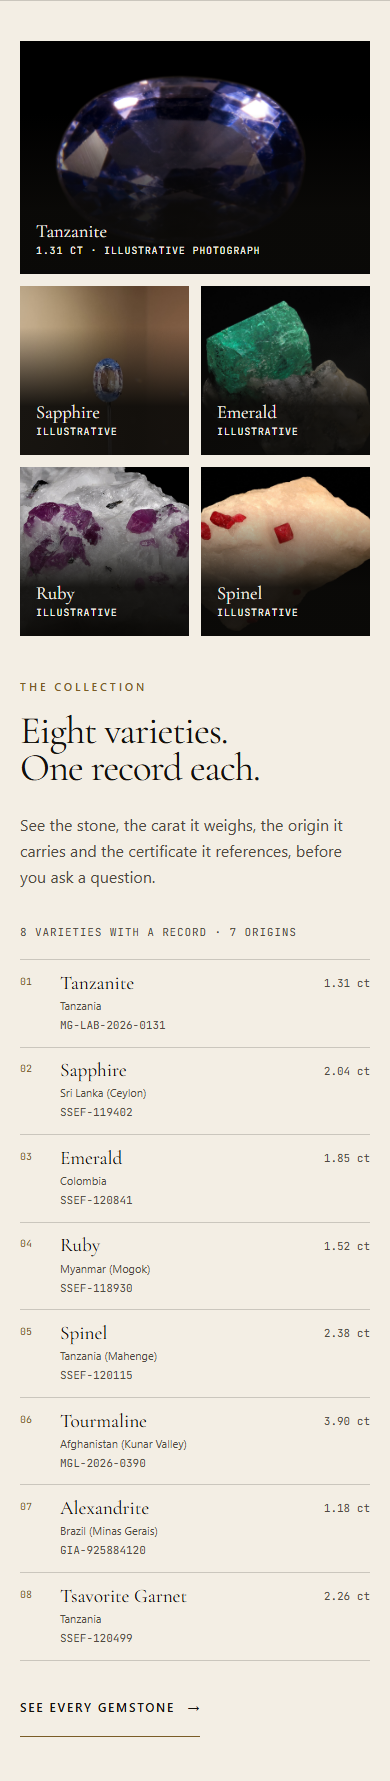 Tanzanite
1.31 CT · ILLUSTRATIVE PHOTOGRAPH
Sapphire
ILLUSTRATIVE
Emerald
ILLUSTRATIVE
Ruby
ILLUSTRATIVE
Spinel
ILLUSTRATIVE
THE COLLECTION
Eight varieties.
One record each.
See the stone, the carat it weighs, the origin it
carries and the certificate it references, before
you ask a question.
8 VARIETIES WITH A RECORD · 7 ORIGINS
01 Tanzanite 1.31 ct
Tanzania
MG-LAB-2026-0131
02 Sapphire 2.04 ct
Sri Lanka (Ceylon)
SSEF-119402
03 Emerald 1.85 ct
Colombia
SSEF-120841
04 Ruby 1.52 ct
Myanmar (Mogok)
SSEF-118930
05 Spinel 2.38 ct
Tanzania (Mahenge)
SSEF-120115
06 Tourmaline 3.90 ct
Afghanistan (Kunar Valley)
MGL-2026-0390
07 Alexandrite 1.18 ct
Brazil (Minas Gerais)
GIA-925884120
08 Tsavorite Garnet 2.26 ct
Tanzania
SSEF-120499
SEE EVERY GEMSTONE →